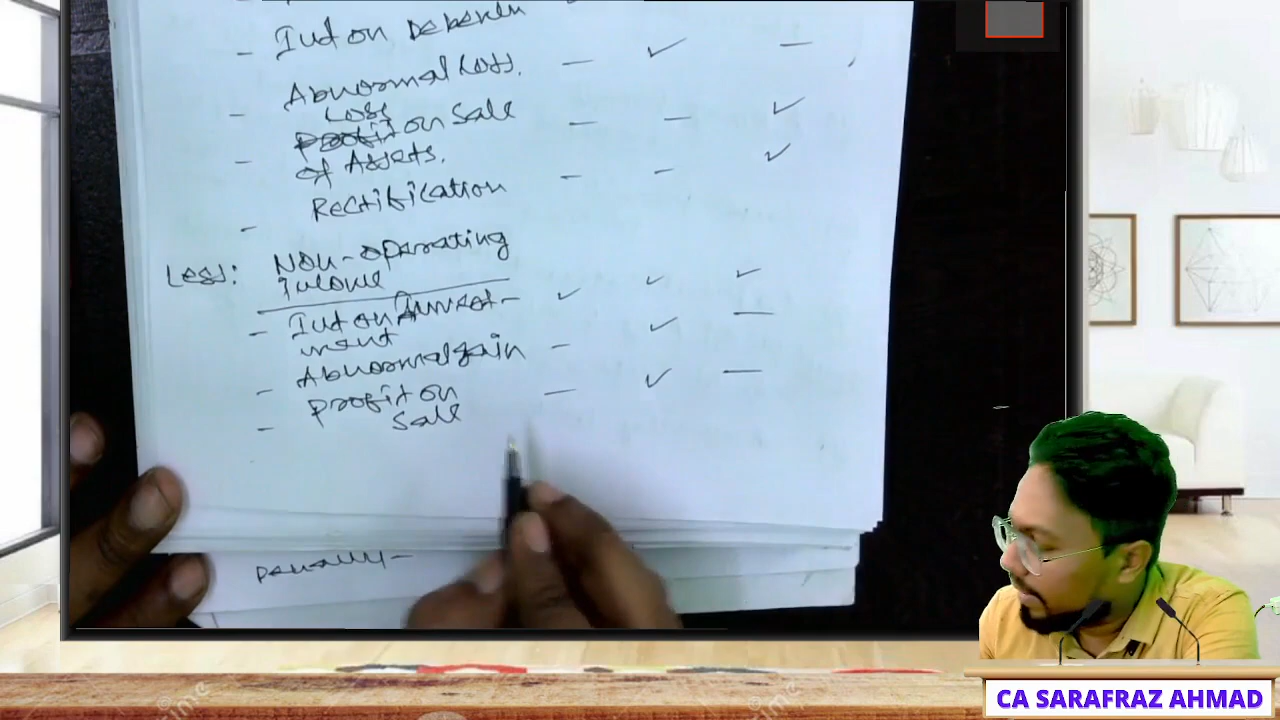 - Int on Debentu
- Abnormal Loss. — ✓ —
Loss
- profit on Sale — — ✓
of Assets.
- Rectification — — ✓
Less: Non-operating
income
- Int on Invest- ✓ ✓ ✓
ment
- Abnormal gain — ✓ —
- profit on — ✓ —
Sale
Penalty -
CA SARAFRAZ AHMAD